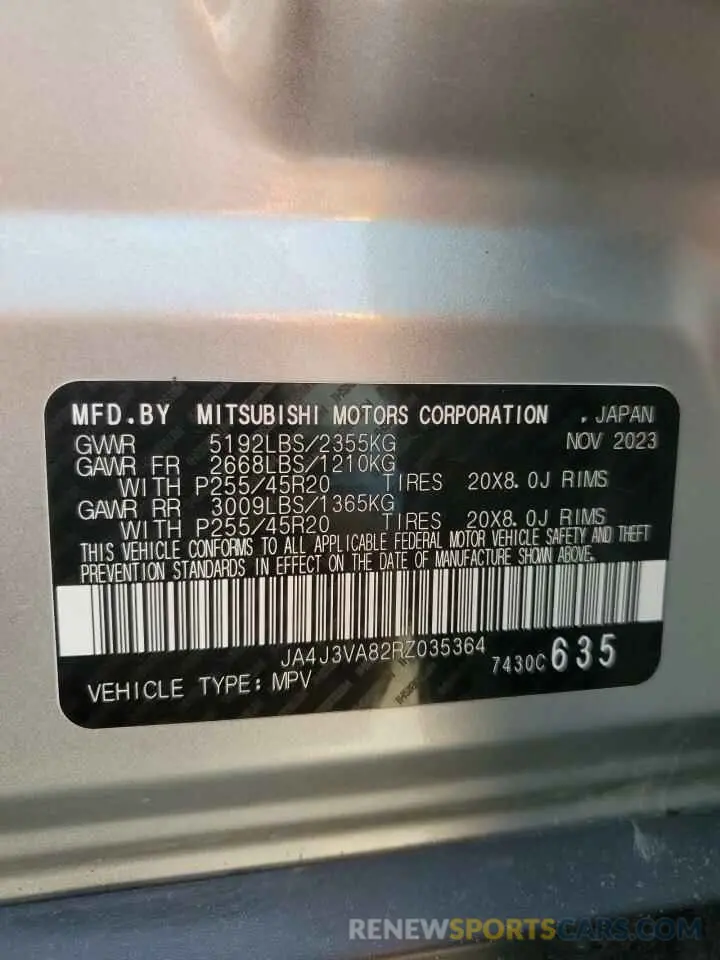 MFD.BY MITSUBISHI MOTORS CORPORATION , JAPAN
GVWR 5192LBS/2355KG NOV 2023
GAWR FR 2668LBS/1210KG
WITH P255/45R20 TIRES 20X8.0J RIMS
GAWR RR 3009LBS/1365KG
WITH P255/45R20 TIRES 20X8.0J RIMS
THIS VEHICLE CONFORMS TO ALL APPLICABLE FEDERAL MOTOR VEHICLE SAFETY AND THEFT
PREVENTION STANDARDS IN EFFECT ON THE DATE OF MANUFACTURE SHOWN ABOVE.
JA4J3VA82RZ035364 7430C 635
VEHICLE TYPE: MPV
RENEWSPORTSCARS.COM